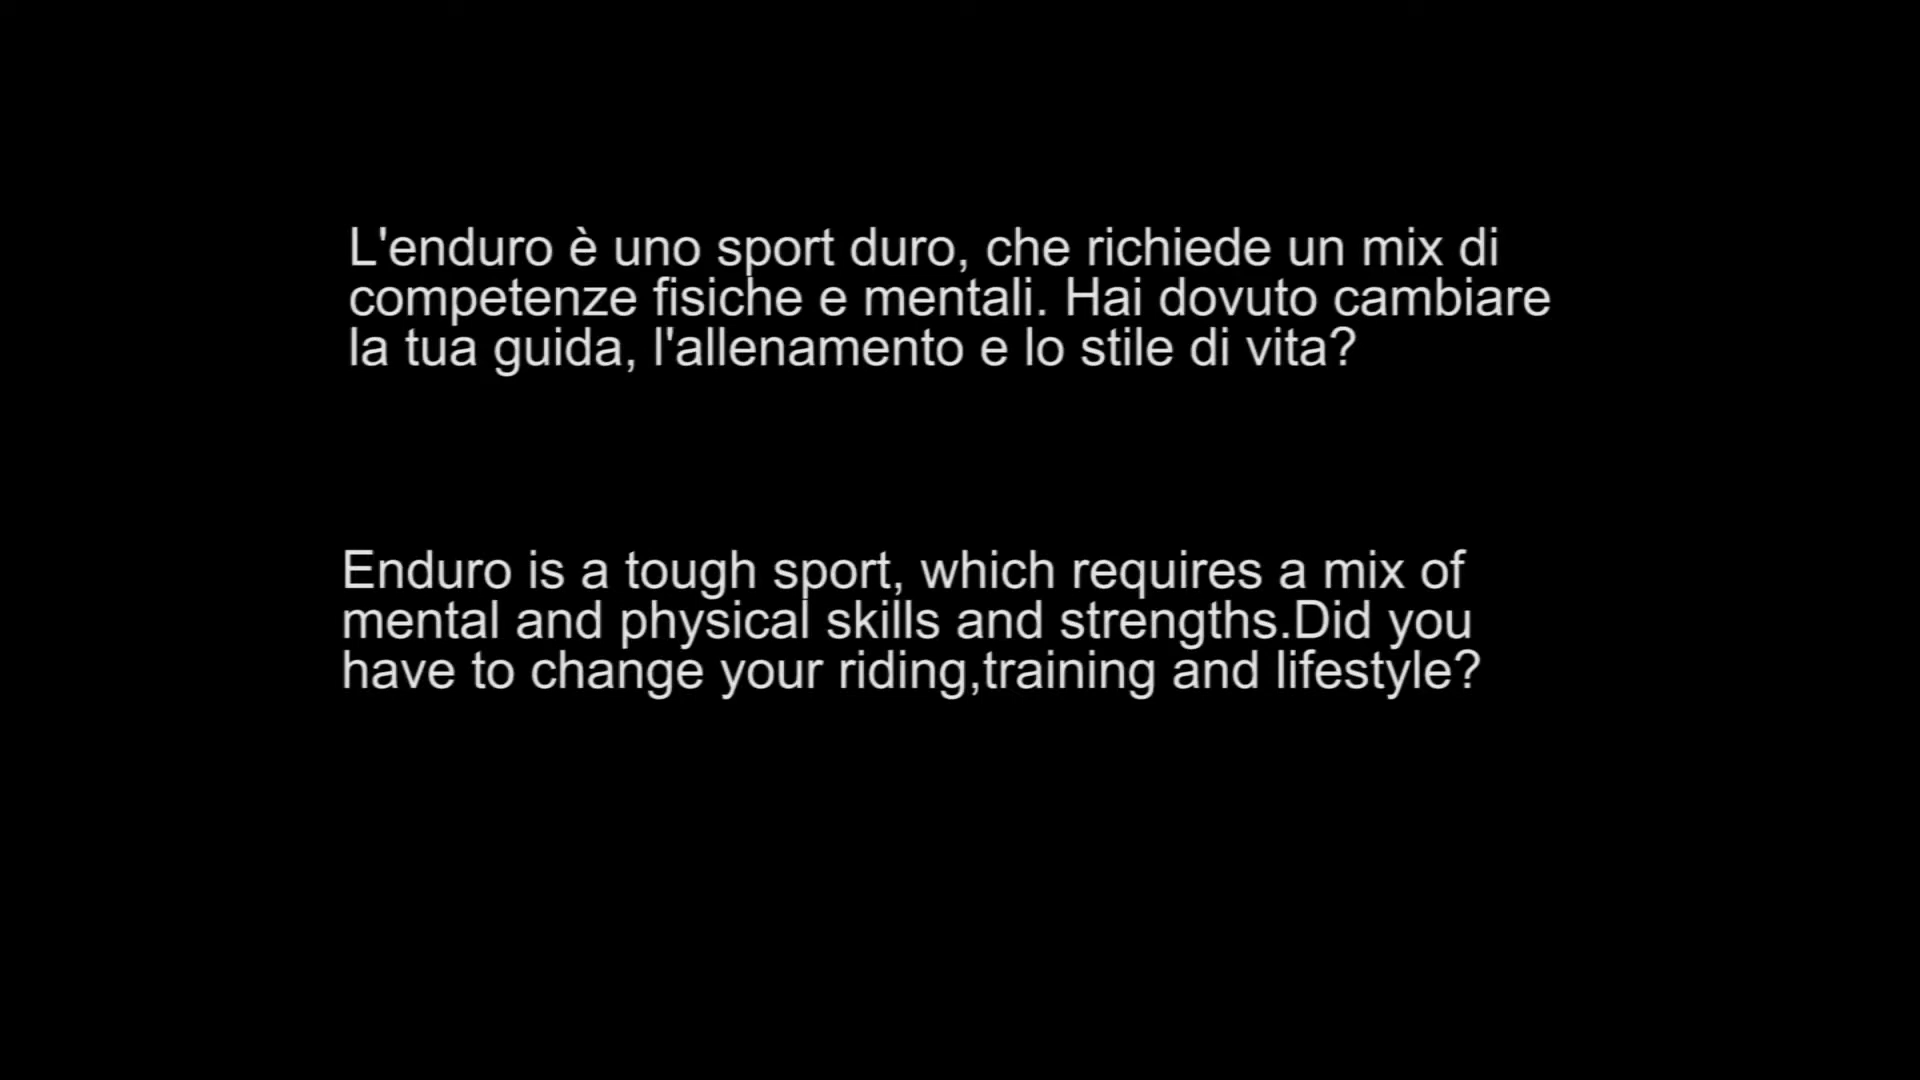 L'enduro è uno sport duro, che richiede un mix di
competenze fisiche e mentali. Hai dovuto cambiare
la tua guida, l'allenamento e lo stile di vita?
Enduro is a tough sport, which requires a mix of
mental and physical skills and strengths.Did you
have to change your riding,training and lifestyle?